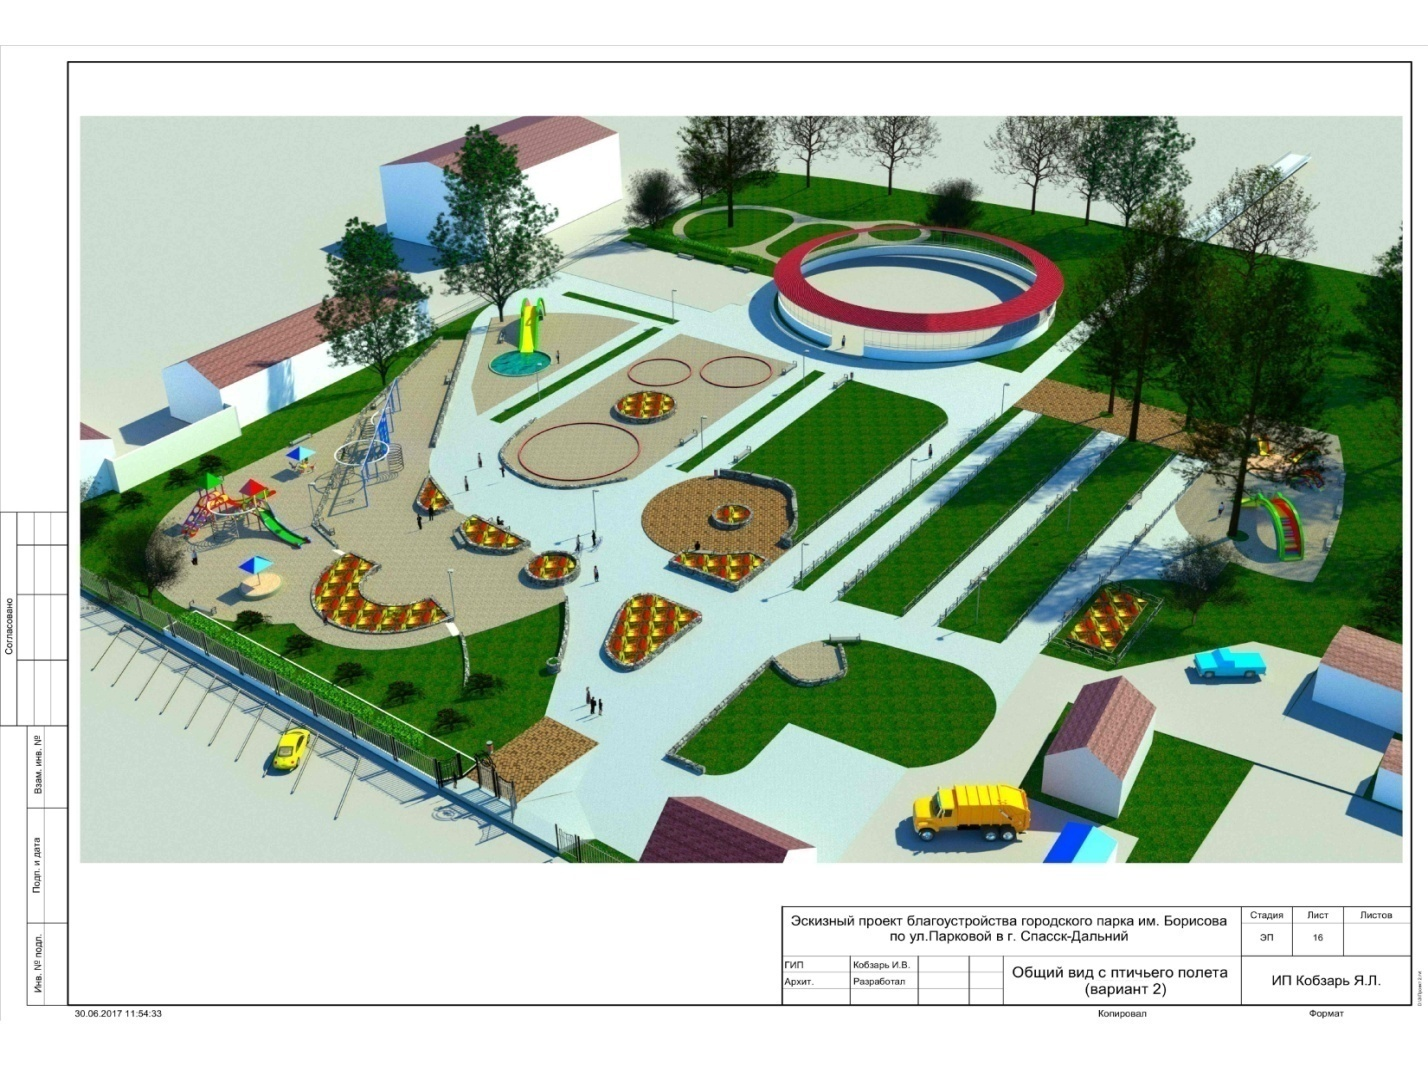 Согласовано
Взам. инв. №
Подп. и дата
Инв. № подл.
Эскизный проект благоустройства городского парка им. Борисова
по ул.Парковой в г. Спасск-Дальний
Стадия
Лист
Листов
ЭП
16
ГИП
Кобзарь И.В.
Архит.
Разработал
Общий вид с птичьего полета
(вариант 2)
ИП Кобзарь Я.Л.
30.06.2017 11:54:33
Копировал
Формат